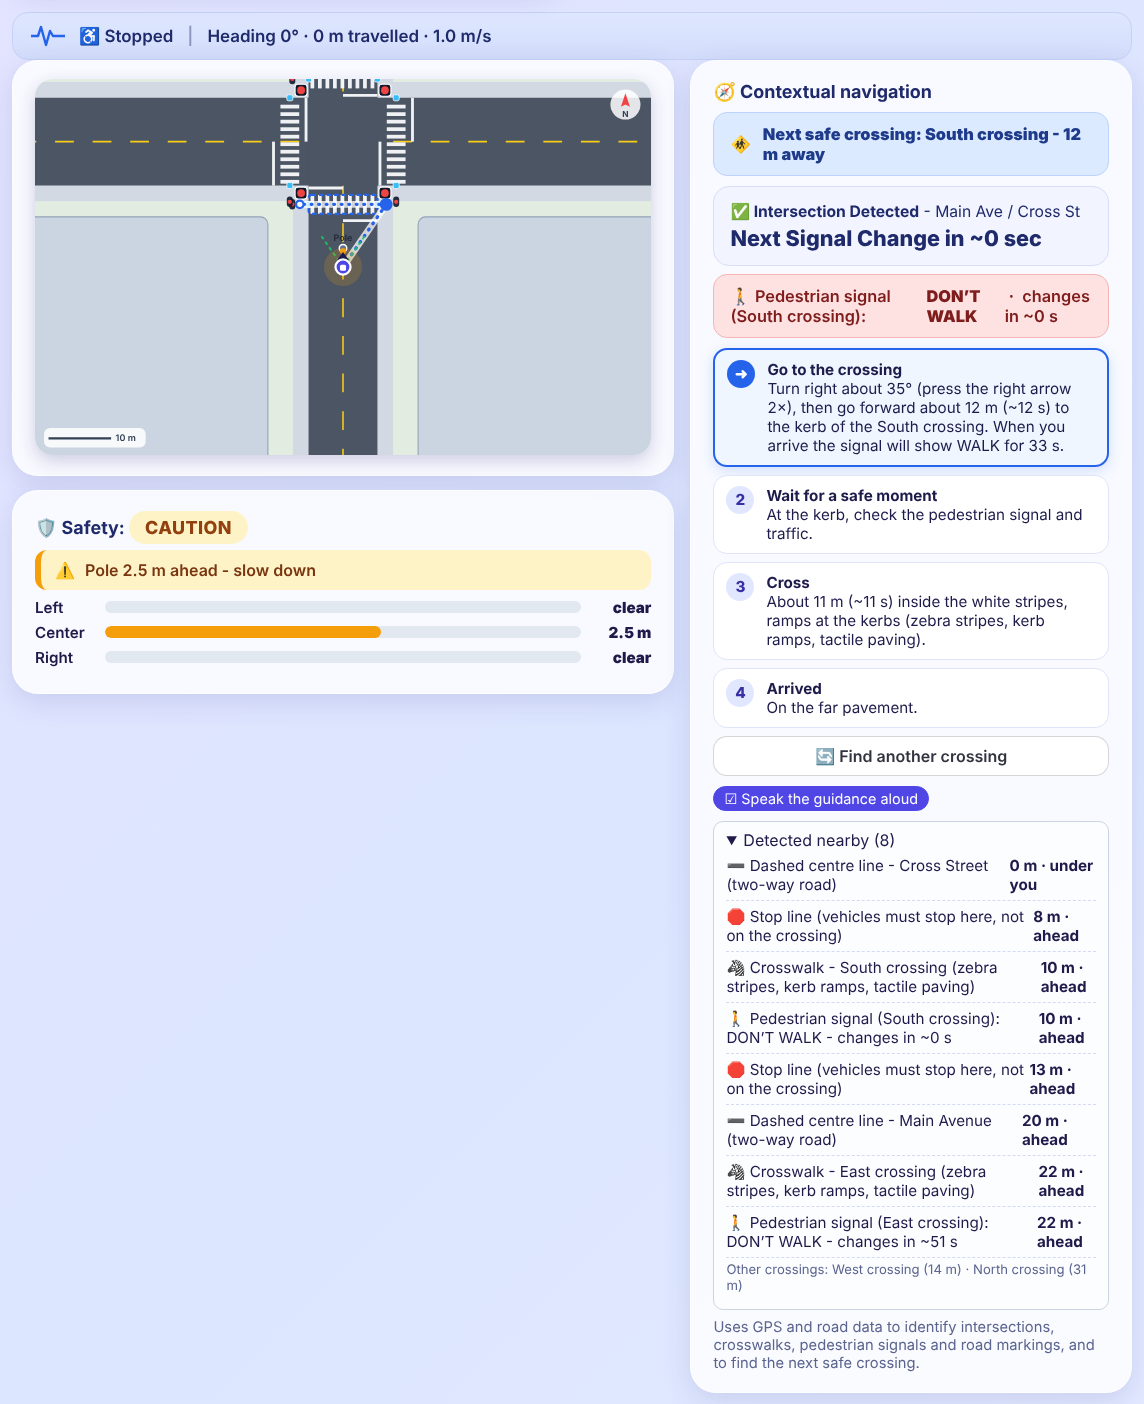 Stopped | Heading 0° · 0 m travelled · 1.0 m/s
N
Pole
10 m
🛡️ Safety: CAUTION
⚠️ Pole 2.5 m ahead - slow down
Left clear
Center 2.5 m
Right clear
🧭 Contextual navigation
Next safe crossing: South crossing - 12
m away
✅ Intersection Detected - Main Ave / Cross St
Next Signal Change in ~0 sec
🚶 Pedestrian signal DON'T · changes
(South crossing): WALK in ~0 s
➜ Go to the crossing
Turn right about 35° (press the right arrow
2×), then go forward about 12 m (~12 s) to
the kerb of the South crossing. When you
arrive the signal will show WALK for 33 s.
2 Wait for a safe moment
At the kerb, check the pedestrian signal and
traffic.
3 Cross
About 11 m (~11 s) inside the white stripes,
ramps at the kerbs (zebra stripes, kerb
ramps, tactile paving).
4 Arrived
On the far pavement.
🔄 Find another crossing
☑ Speak the guidance aloud
▼ Detected nearby (8)
➖ Dashed centre line - Cross Street 0 m · under
(two-way road) you
🛑 Stop line (vehicles must stop here, not 8 m ·
on the crossing) ahead
🦓 Crosswalk - South crossing (zebra 10 m ·
stripes, kerb ramps, tactile paving) ahead
🚶 Pedestrian signal (South crossing): 10 m ·
DON'T WALK - changes in ~0 s ahead
🛑 Stop line (vehicles must stop here, not 13 m ·
on the crossing) ahead
➖ Dashed centre line - Main Avenue 20 m ·
(two-way road) ahead
🦓 Crosswalk - East crossing (zebra 22 m ·
stripes, kerb ramps, tactile paving) ahead
🚶 Pedestrian signal (East crossing): 22 m ·
DON'T WALK - changes in ~51 s ahead
Other crossings: West crossing (14 m) · North crossing (31
m)
Uses GPS and road data to identify intersections,
crosswalks, pedestrian signals and road markings, and
to find the next safe crossing.